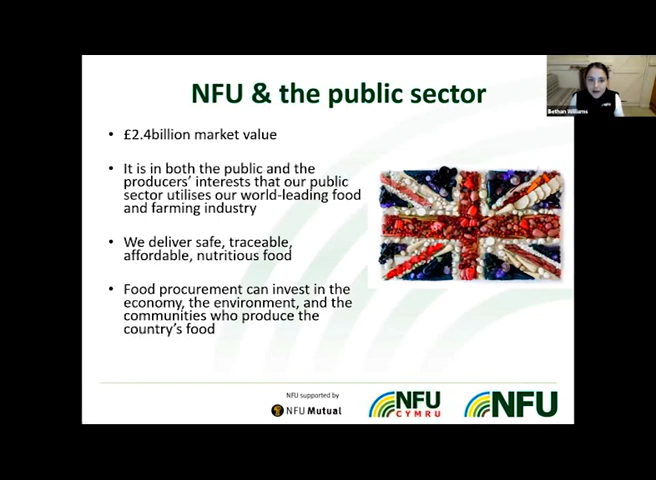 NFU & the public sector
Bethan Williams
• £2.4billion market value
• It is in both the public and the
producers' interests that our public
sector utilises our world-leading food
and farming industry
• We deliver safe, traceable,
affordable, nutritious food
• Food procurement can invest in the
economy, the environment, and the
communities who produce the
country's food
NFU supported by
NFU Mutual
NFU
CYMRU
NFU